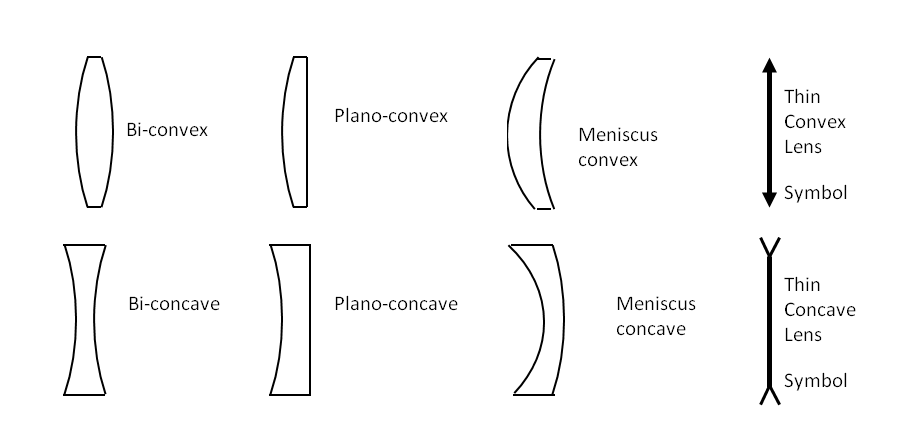 Bi-convex
Plano-convex
Meniscus
convex
Thin
Convex
Lens
Symbol
Bi-concave
Plano-concave
Meniscus
concave
Thin
Concave
Lens
Symbol